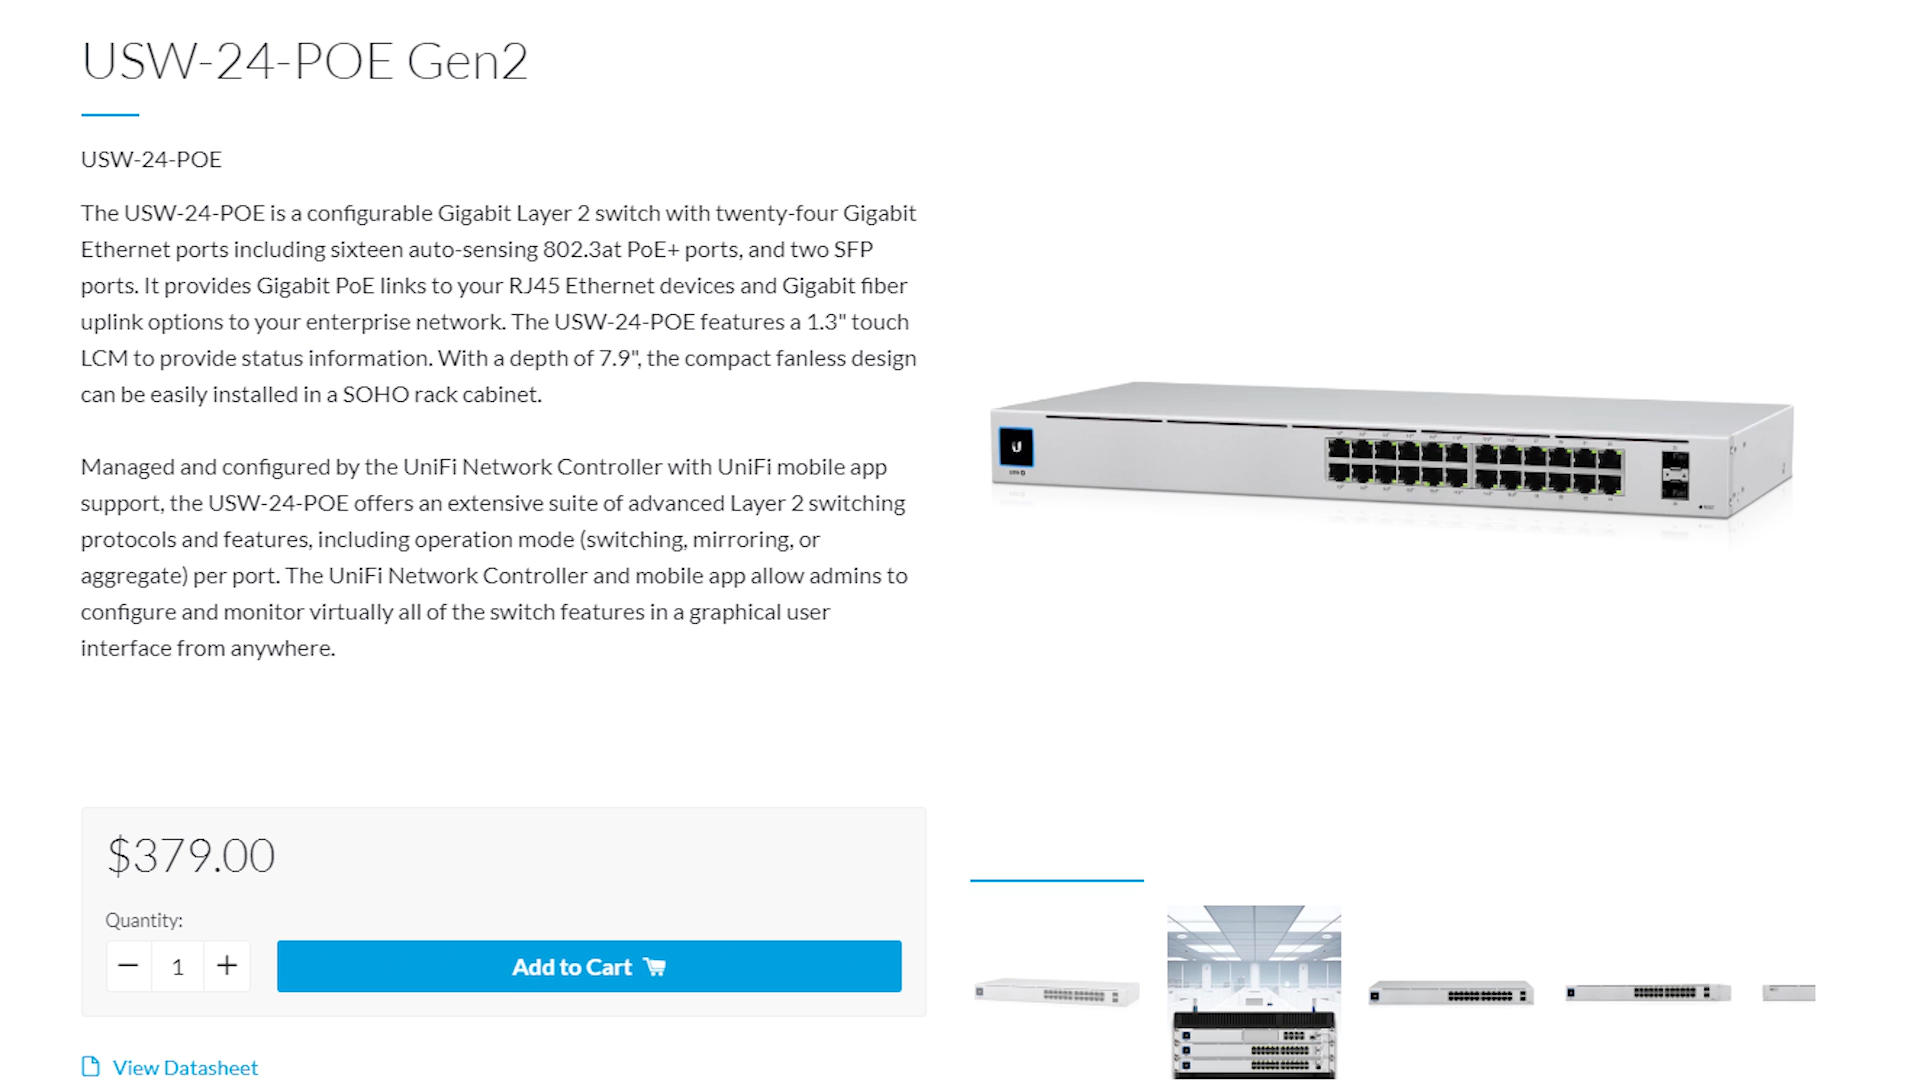 USW-24-POE Gen2
USW-24-POE
The USW-24-POE is a configurable Gigabit Layer 2 switch with twenty-four Gigabit
Ethernet ports including sixteen auto-sensing 802.3at PoE+ ports, and two SFP
ports. It provides Gigabit PoE links to your RJ45 Ethernet devices and Gigabit fiber
uplink options to your enterprise network. The USW-24-POE features a 1.3" touch
LCM to provide status information. With a depth of 7.9", the compact fanless design
can be easily installed in a SOHO rack cabinet.
Managed and configured by the UniFi Network Controller with UniFi mobile app
support, the USW-24-POE offers an extensive suite of advanced Layer 2 switching
protocols and features, including operation mode (switching, mirroring, or
aggregate) per port. The UniFi Network Controller and mobile app allow admins to
configure and monitor virtually all of the switch features in a graphical user
interface from anywhere.
$379.00
Quantity:
− 1 +
Add to Cart
View Datasheet